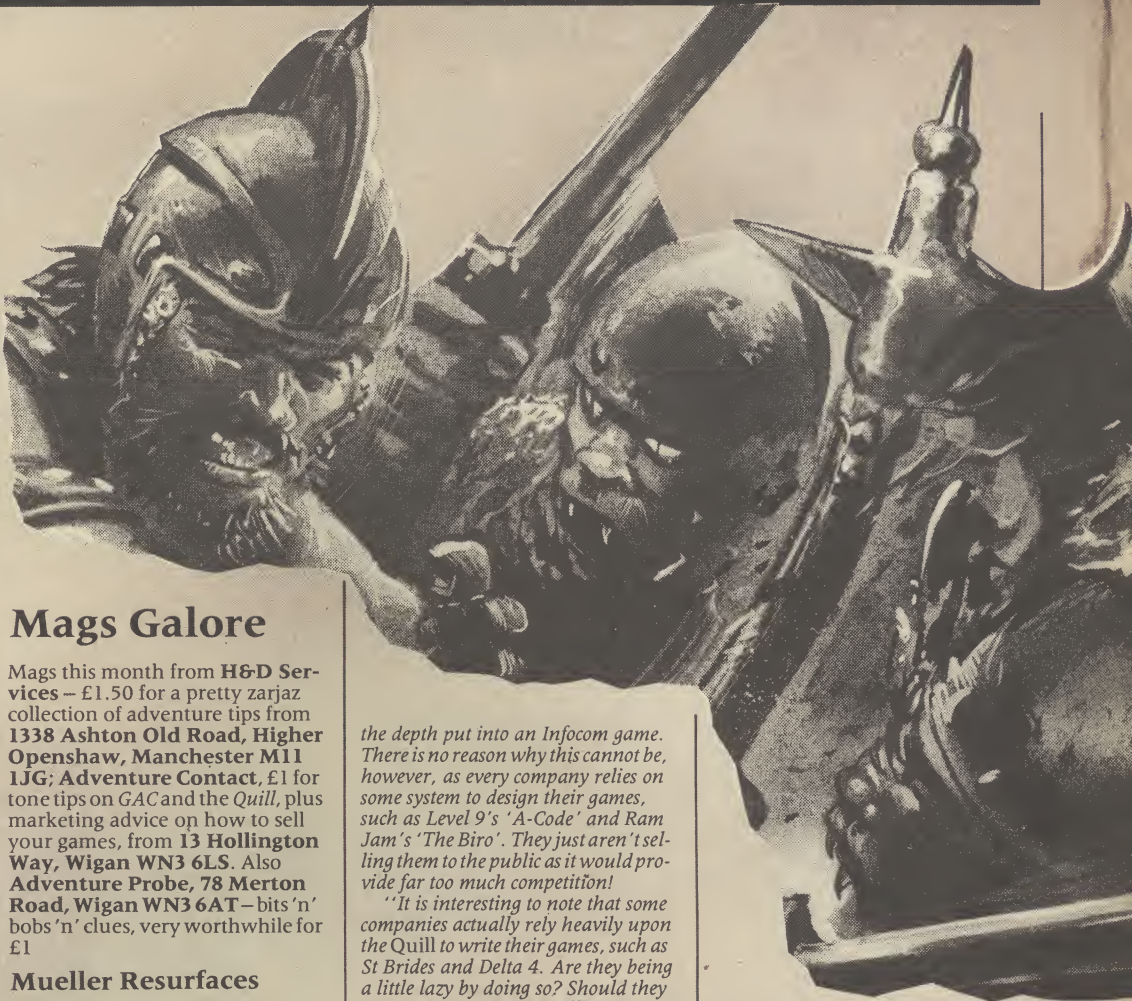 Mags Galore
Mags this month from H&D Ser-
vices – £1.50 for a pretty zarjaz
collection of adventure tips from
1338 Ashton Old Road, Higher
Openshaw, Manchester M11
1JG; Adventure Contact, £1 for
tone tips on GAC and the Quill, plus
marketing advice on how to sell
your games, from 13 Hollington
Way, Wigan WN3 6LS. Also
Adventure Probe, 78 Merton
Road, Wigan WN3 6AT – bits 'n'
bobs 'n' clues, very worthwhile for
£1
Mueller Resurfaces
the depth put into an Infocom game.
There is no reason why this cannot be,
however, as every company relies on
some system to design their games,
such as Level 9's 'A-Code' and Ram
Jam's 'The Biro'. They just aren't sel-
ling them to the public as it would pro-
vide far too much competition!
"It is interesting to note that some
companies actually rely heavily upon
the Quill to write their games, such as
St Brides and Delta 4. Are they being
a little lazy by doing so? Should they